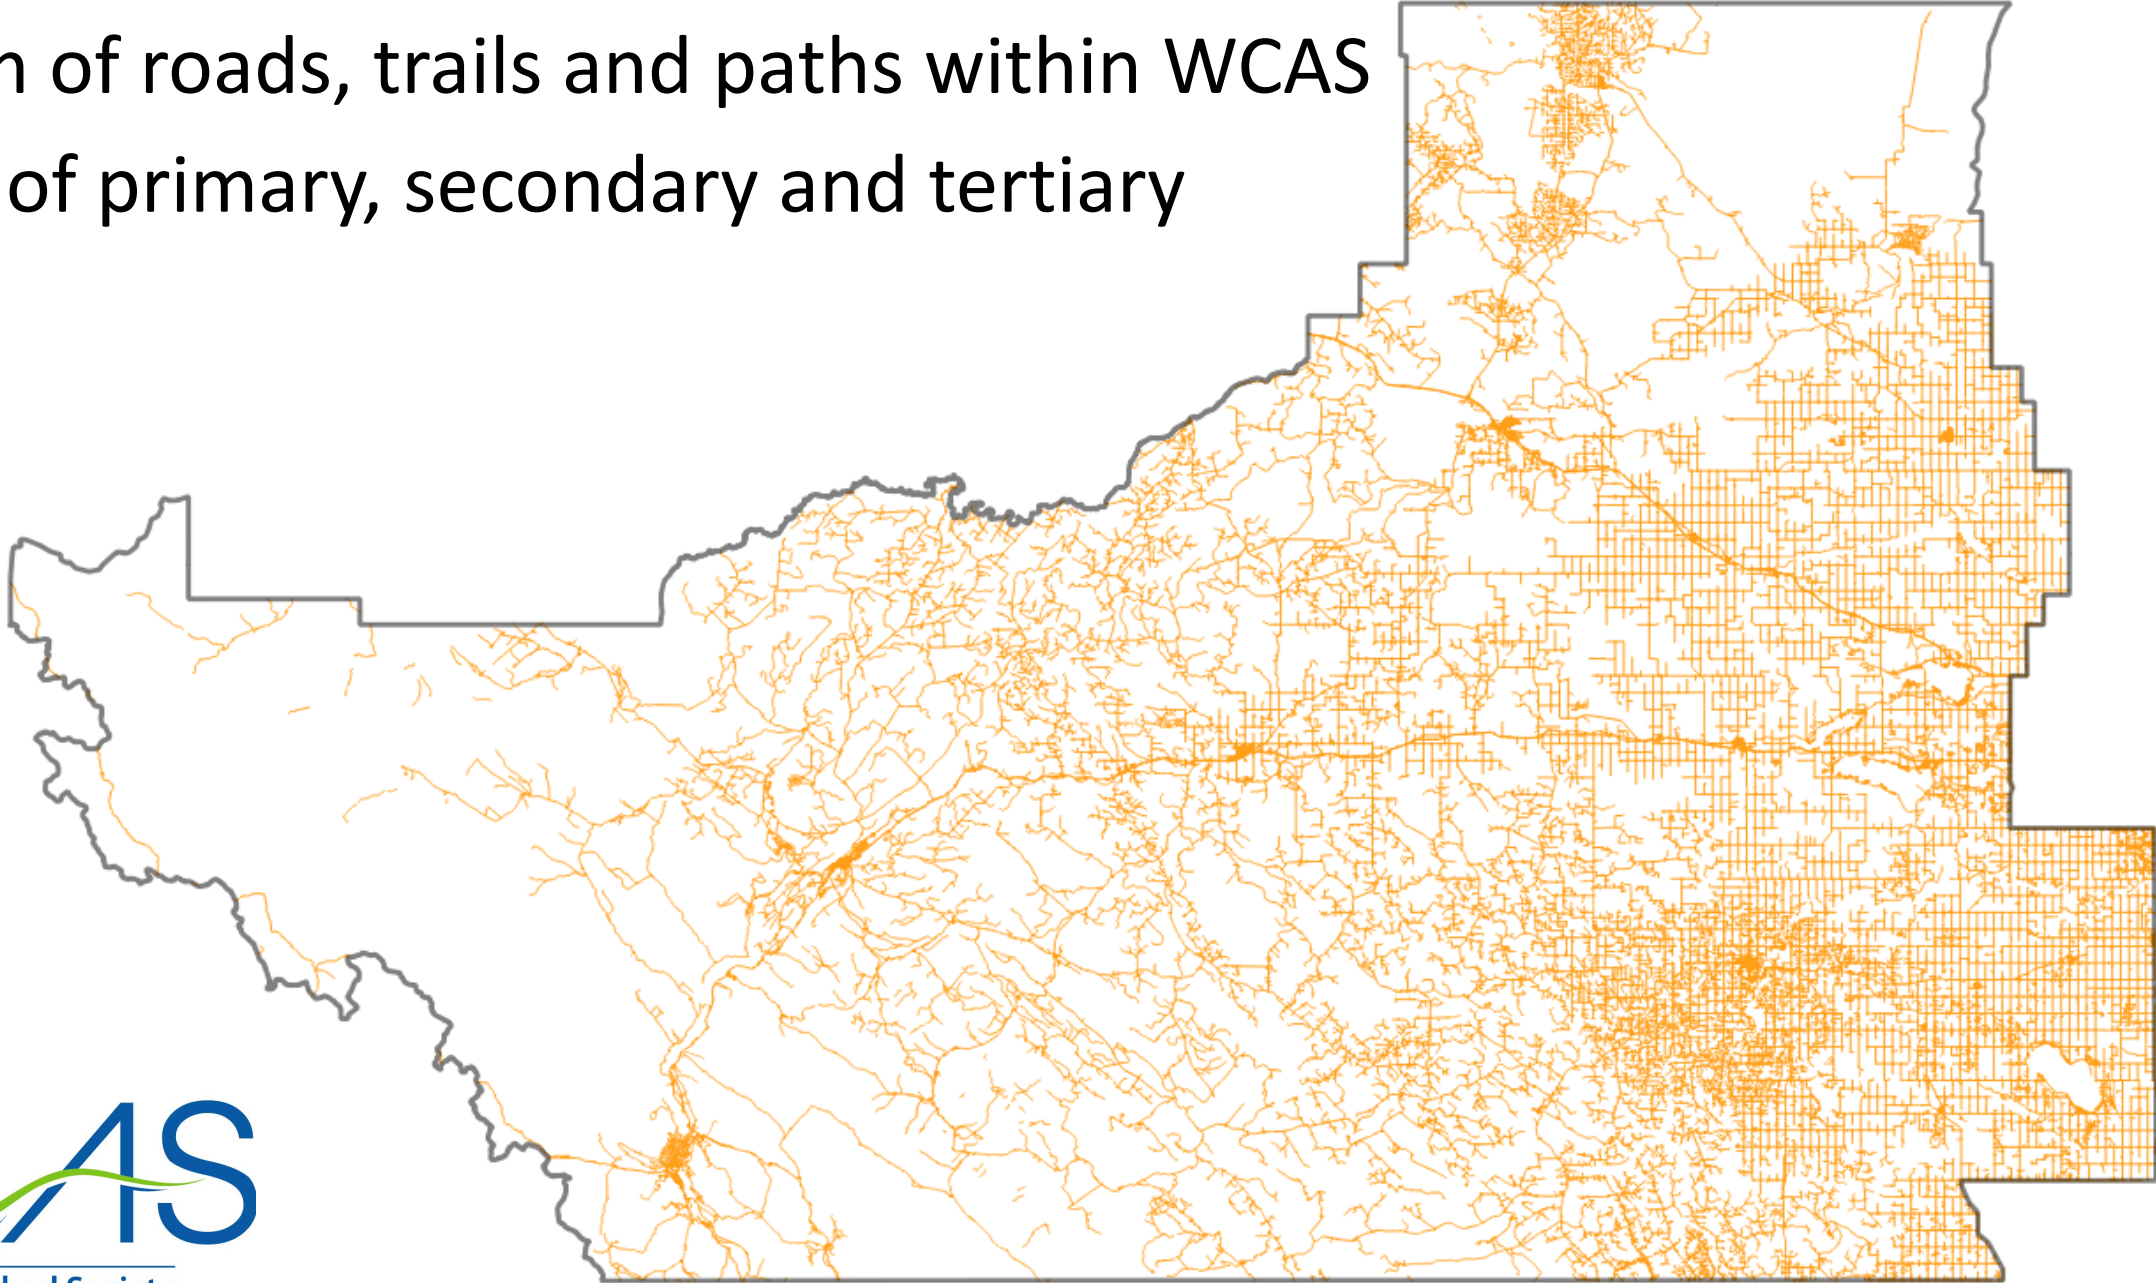 of roads, trails and paths within WCAS
of primary, secondary and tertiary
AS